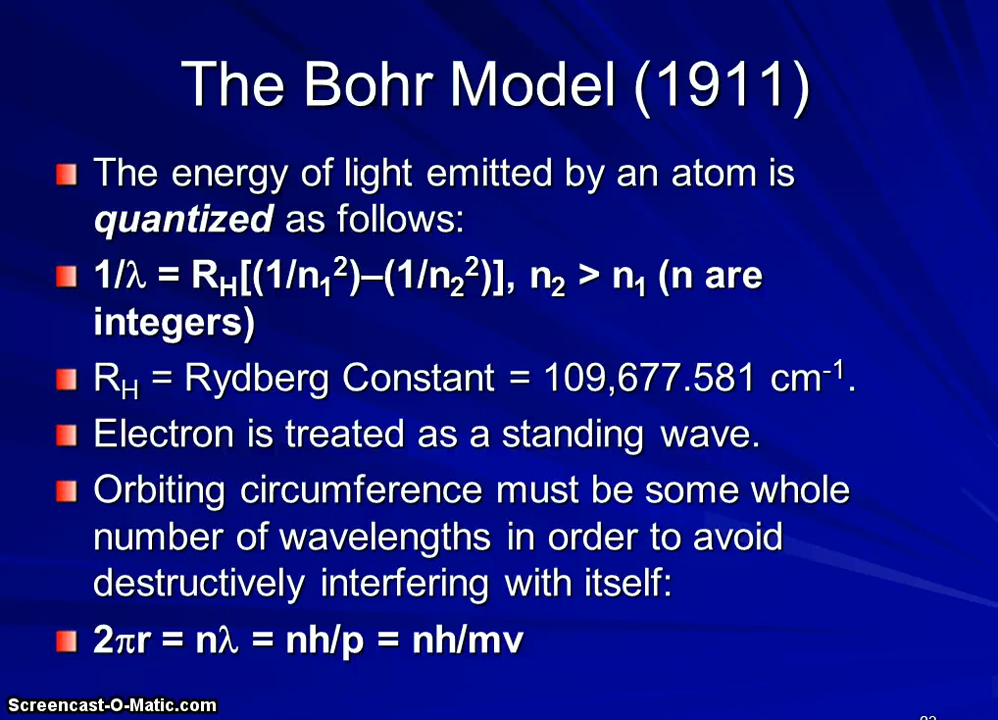 The Bohr Model (1911)
The energy of light emitted by an atom is
quantized as follows:
1/λ = R_H[(1/n₁²)–(1/n₂²)], n₂ > n₁ (n are
integers)
R_H = Rydberg Constant = 109,677.581 cm⁻¹.
Electron is treated as a standing wave.
Orbiting circumference must be some whole
number of wavelengths in order to avoid
destructively interfering with itself:
2πr = nλ = nh/p = nh/mv
Screencast-O-Matic.com